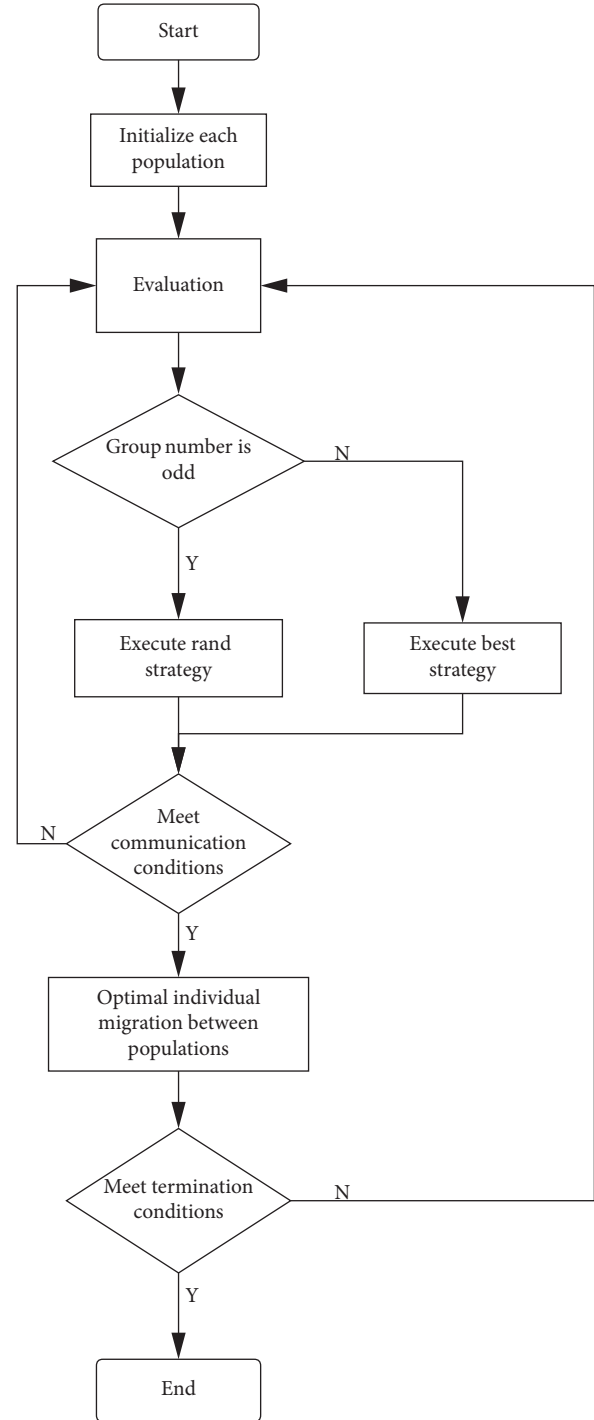 Start
Initialize each
population
Evaluation
Group number is
odd
N
Y
Execute rand
strategy
Execute best
strategy
Meet
communication
conditions
N
Y
Optimal individual
migration between
populations
Meet termination
conditions
N
Y
End